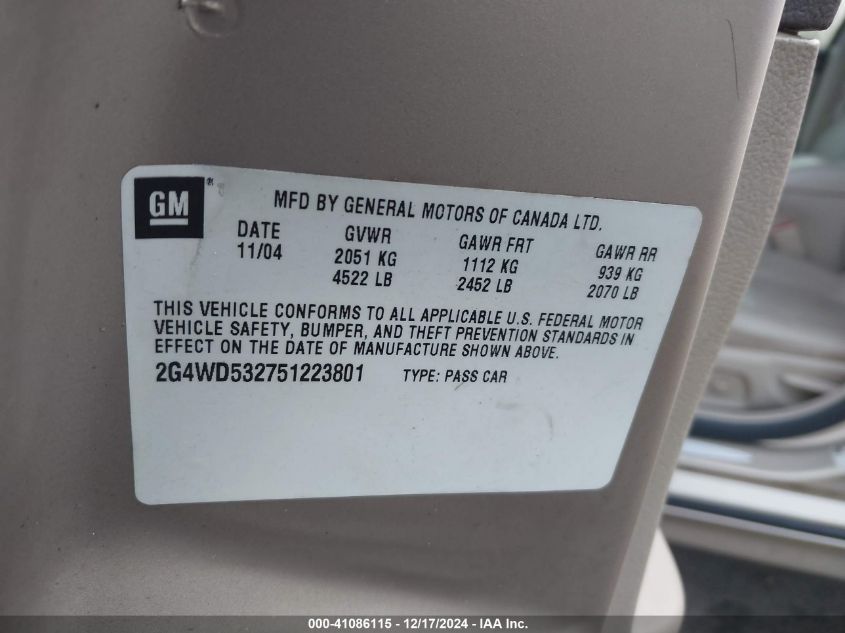 GM®
MFD BY GENERAL MOTORS OF CANADA LTD.
DATE GVWR GAWR FRT GAWR RR
11/04 2051 KG 1112 KG 939 KG
4522 LB 2452 LB 2070 LB
THIS VEHICLE CONFORMS TO ALL APPLICABLE U.S. FEDERAL MOTOR
VEHICLE SAFETY, BUMPER, AND THEFT PREVENTION STANDARDS IN
EFFECT ON THE DATE OF MANUFACTURE SHOWN ABOVE.
2G4WD532751223801 TYPE: PASS CAR
000-41086115 - 12/17/2024 - IAA Inc.